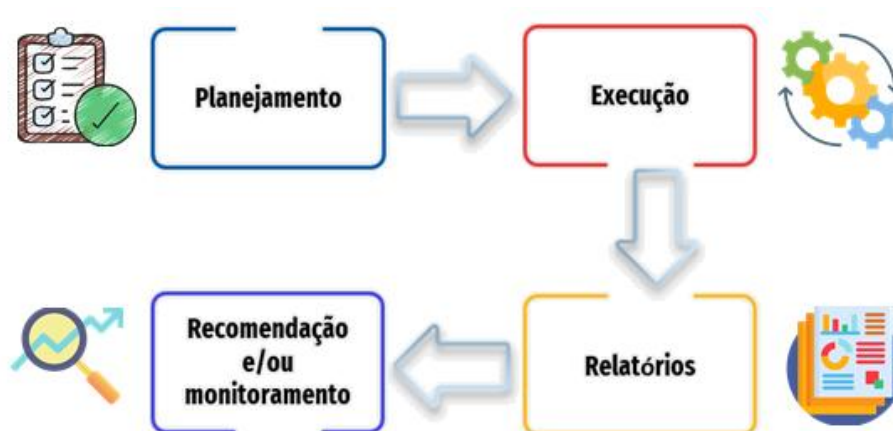 Planejamento
Execução
Recomendação
e/ou
monitoramento
Relatórios